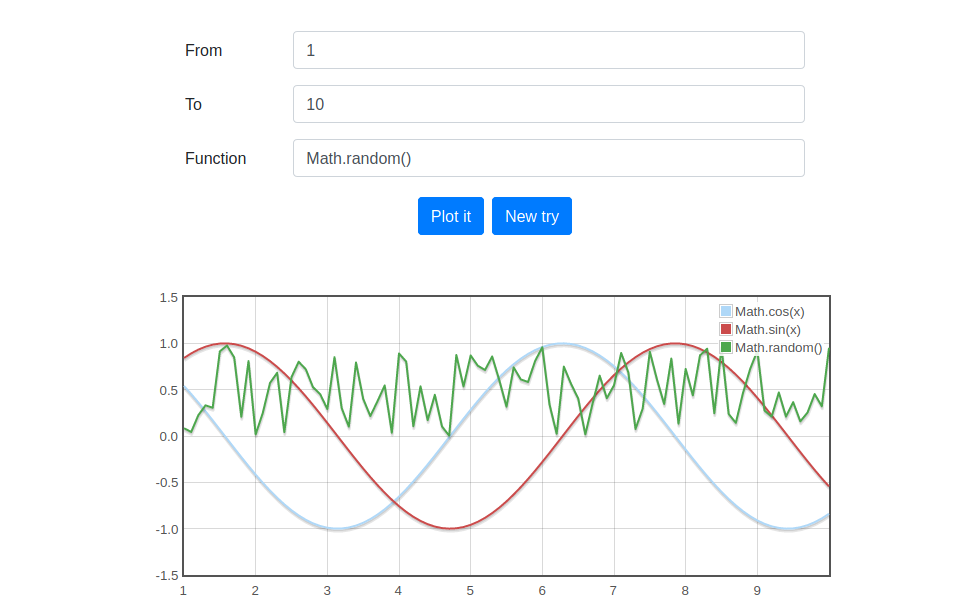 From 1
To 10
Function Math.random()
Plot it New try
1.5
Math.cos(x)
Math.sin(x)
1.0
Math.random()
0.5
0.0
-0.5
-1.0
-1.5
1 2 3 4 5 6 7 8 9